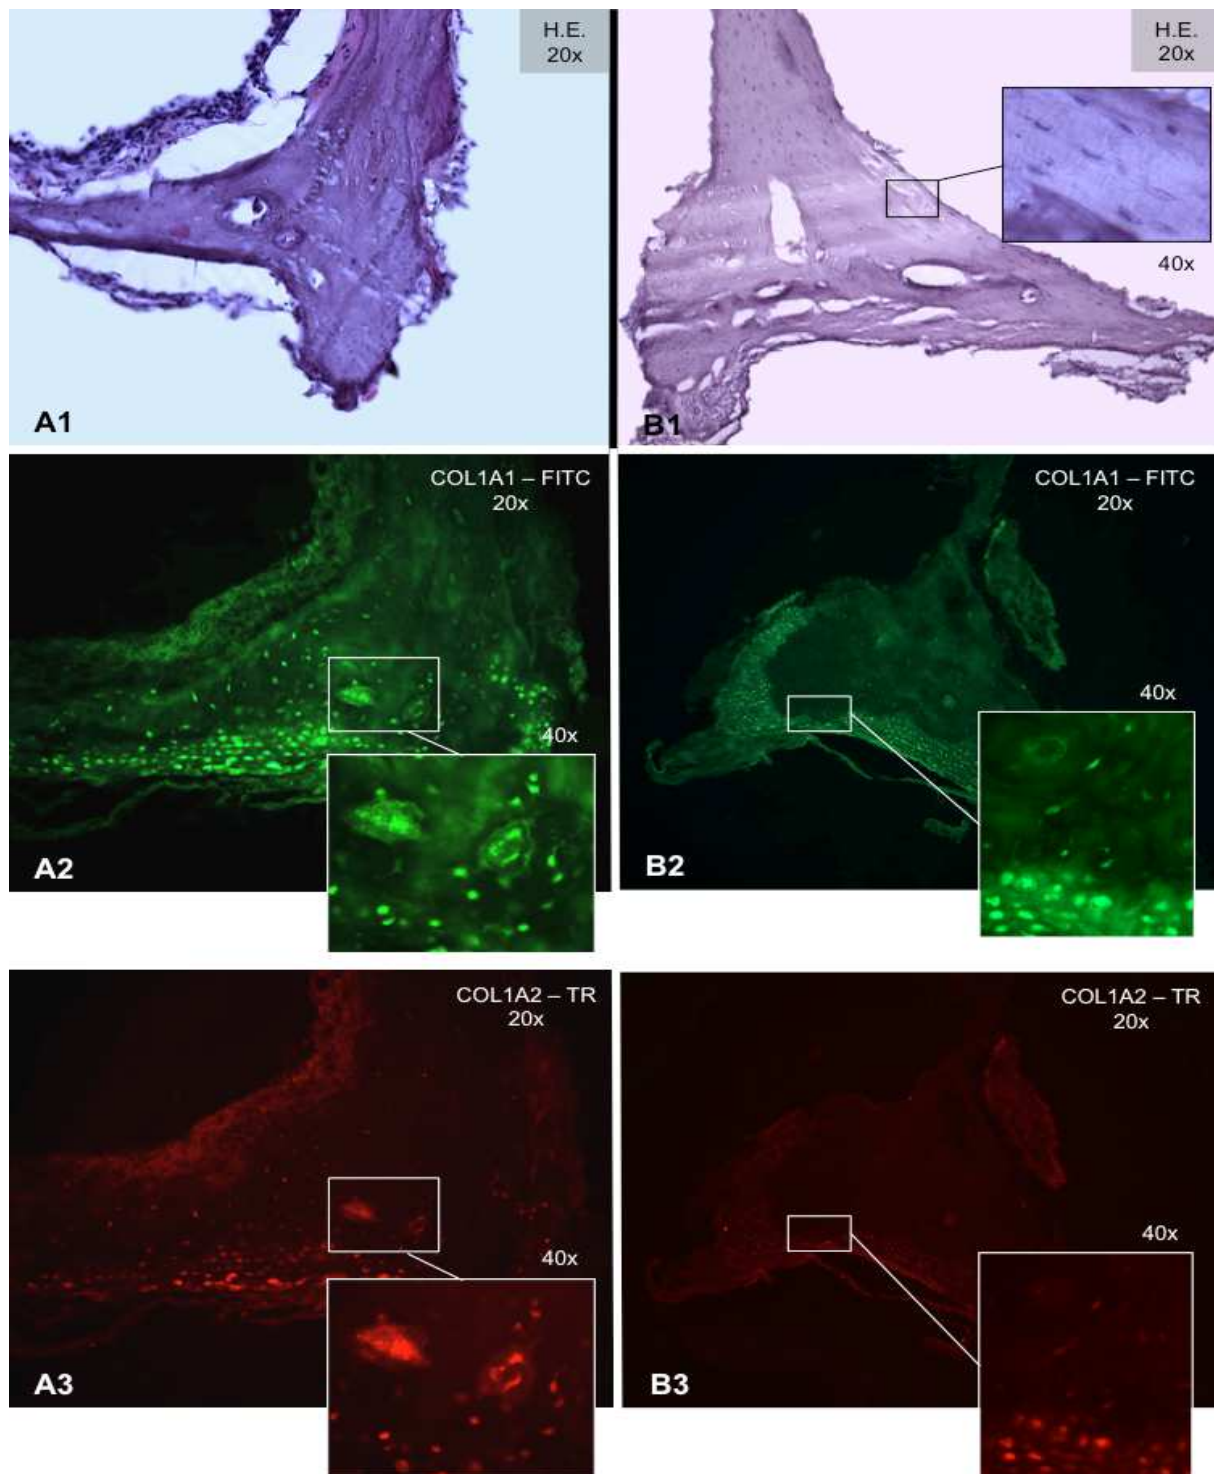 H.E.
20x
H.E.
20x
40x
A1
B1
COL1A1 – FITC
20x
COL1A1 – FITC
20x
40x
40x
A2
B2
COL1A2 – TR
20x
COL1A2 – TR
20x
40x
40x
A3
B3